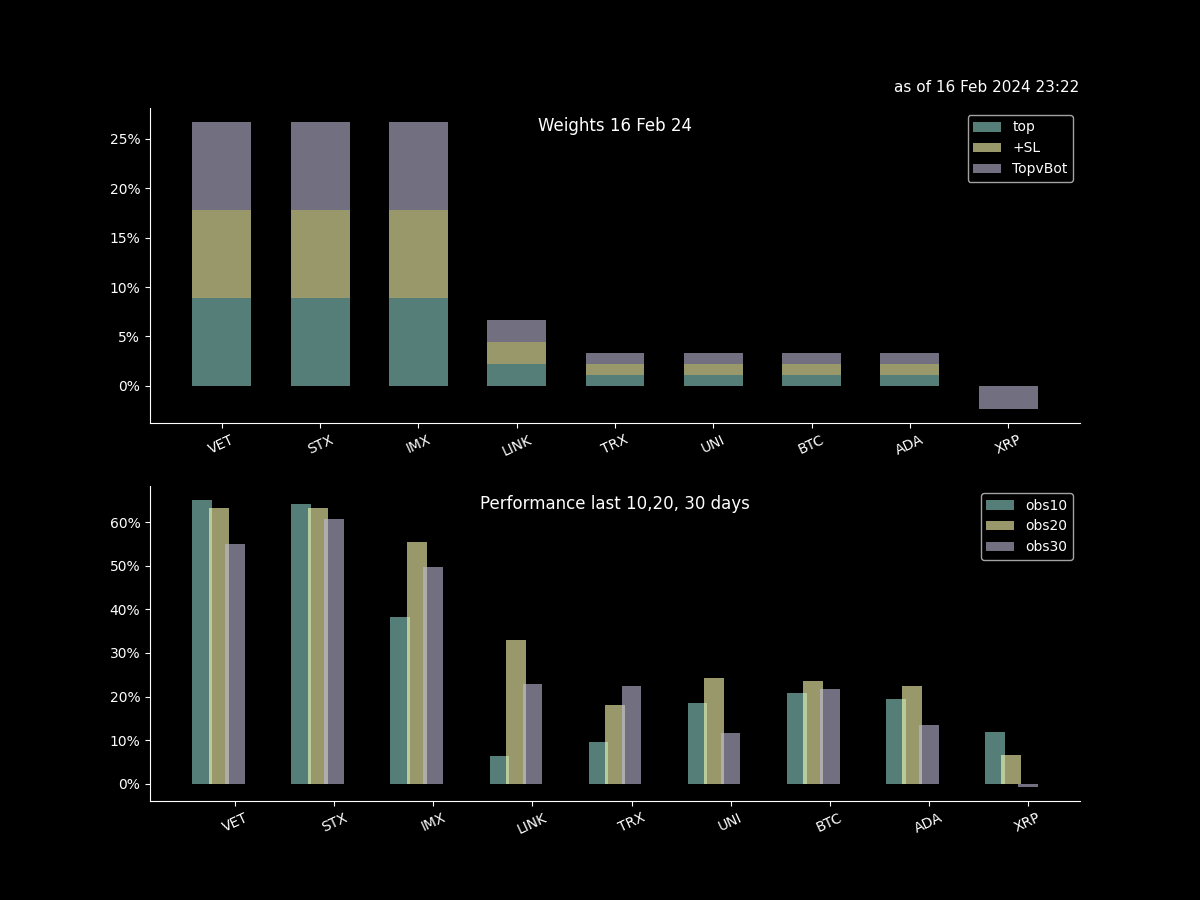 as of 16 Feb 2024 23:22
Weights 16 Feb 24
top
+SL
TopvBot
25%
20%
15%
10%
5%
0%
VET STX IMX LINK TRX UNI BTC ADA XRP
Performance last 10,20, 30 days
obs10
obs20
obs30
60%
50%
40%
30%
20%
10%
0%
VET STX IMX LINK TRX UNI BTC ADA XRP